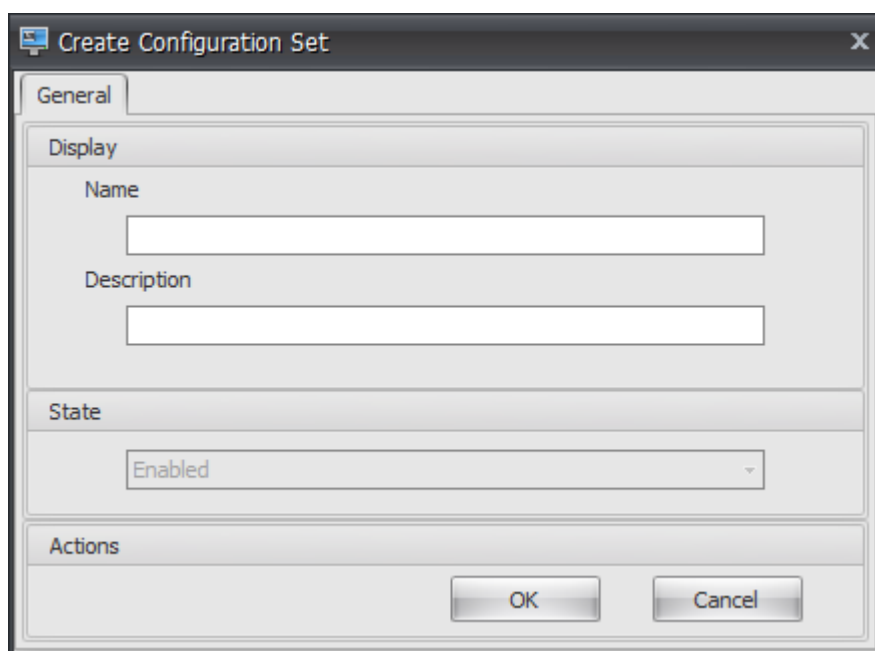 Create Configuration Set
General
Display
Name
Description
State
Enabled
Actions
OK Cancel